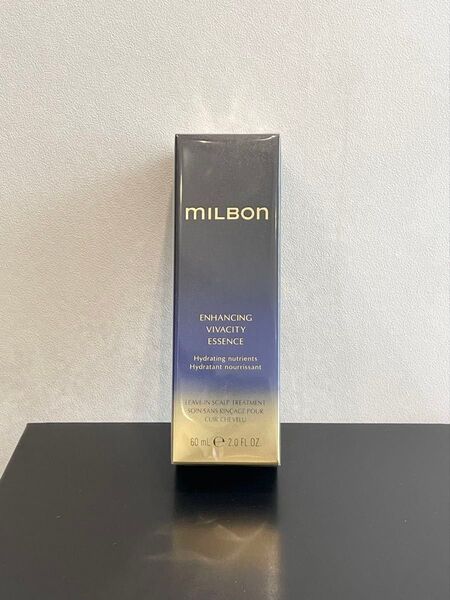 mILBOn
ENHANCING
VIVACITY
ESSENCE
Hydrating nutrients
Hydratant nourrissant
LEAVE-IN SCALP TREATMENT
SOIN SANS RINÇAGE POUR
CUIR CHEVELU
60 mL ℮ 2.0 FL OZ.